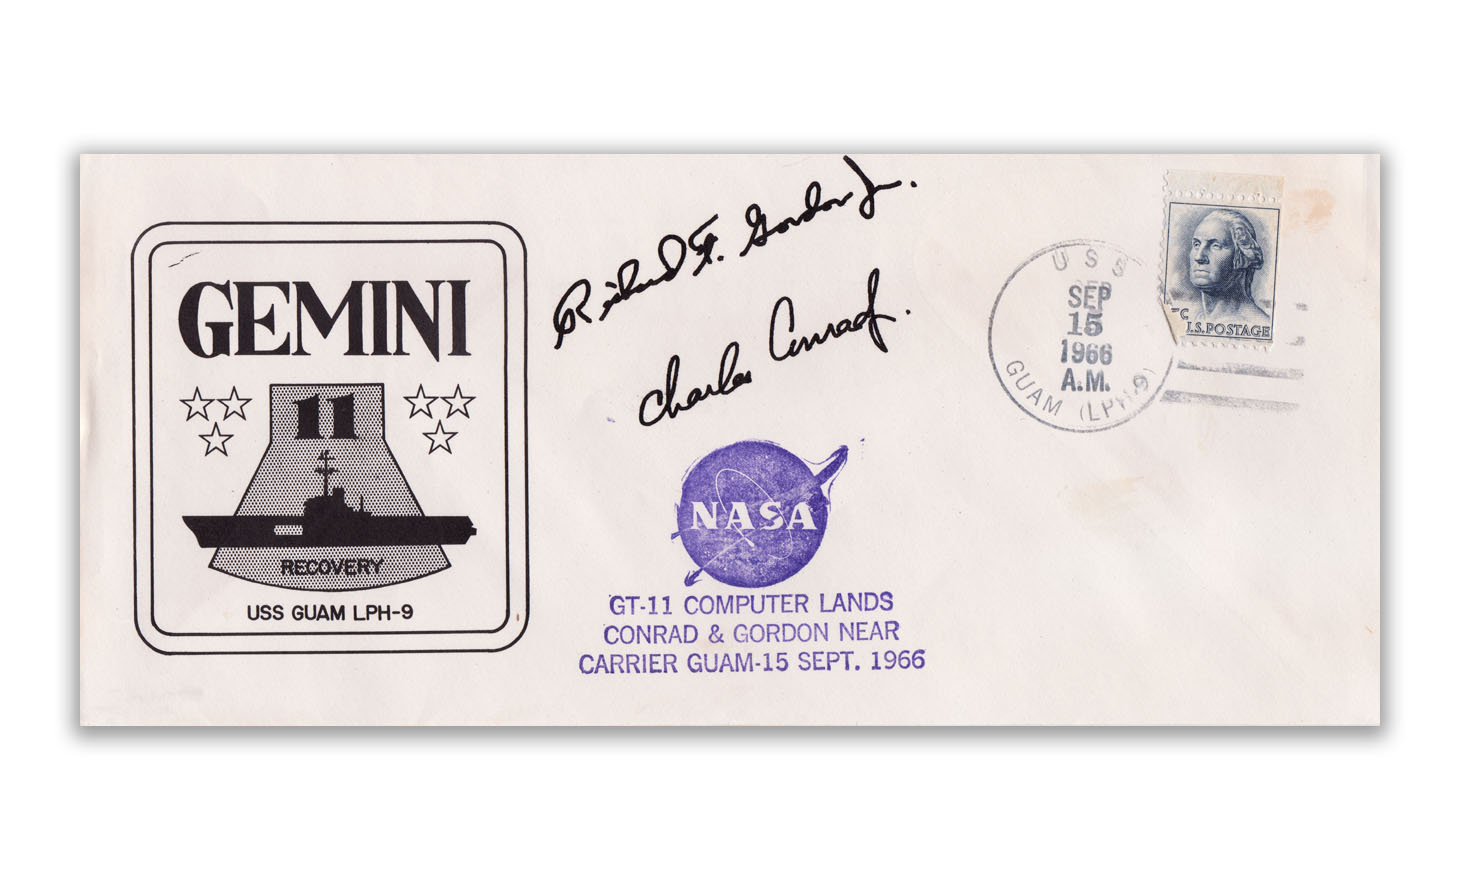 GEMINI
11
RECOVERY
USS GUAM LPH-9
Richard F. Gordon Jr.
Charles Conrad Jr.
NASA
GT-11 COMPUTER LANDS
CONRAD & GORDON NEAR
CARRIER GUAM-15 SEPT. 1966
USS
SEP
15
1966
A.M.
GUAM (LPH-9)
c
U.S.POSTAGE